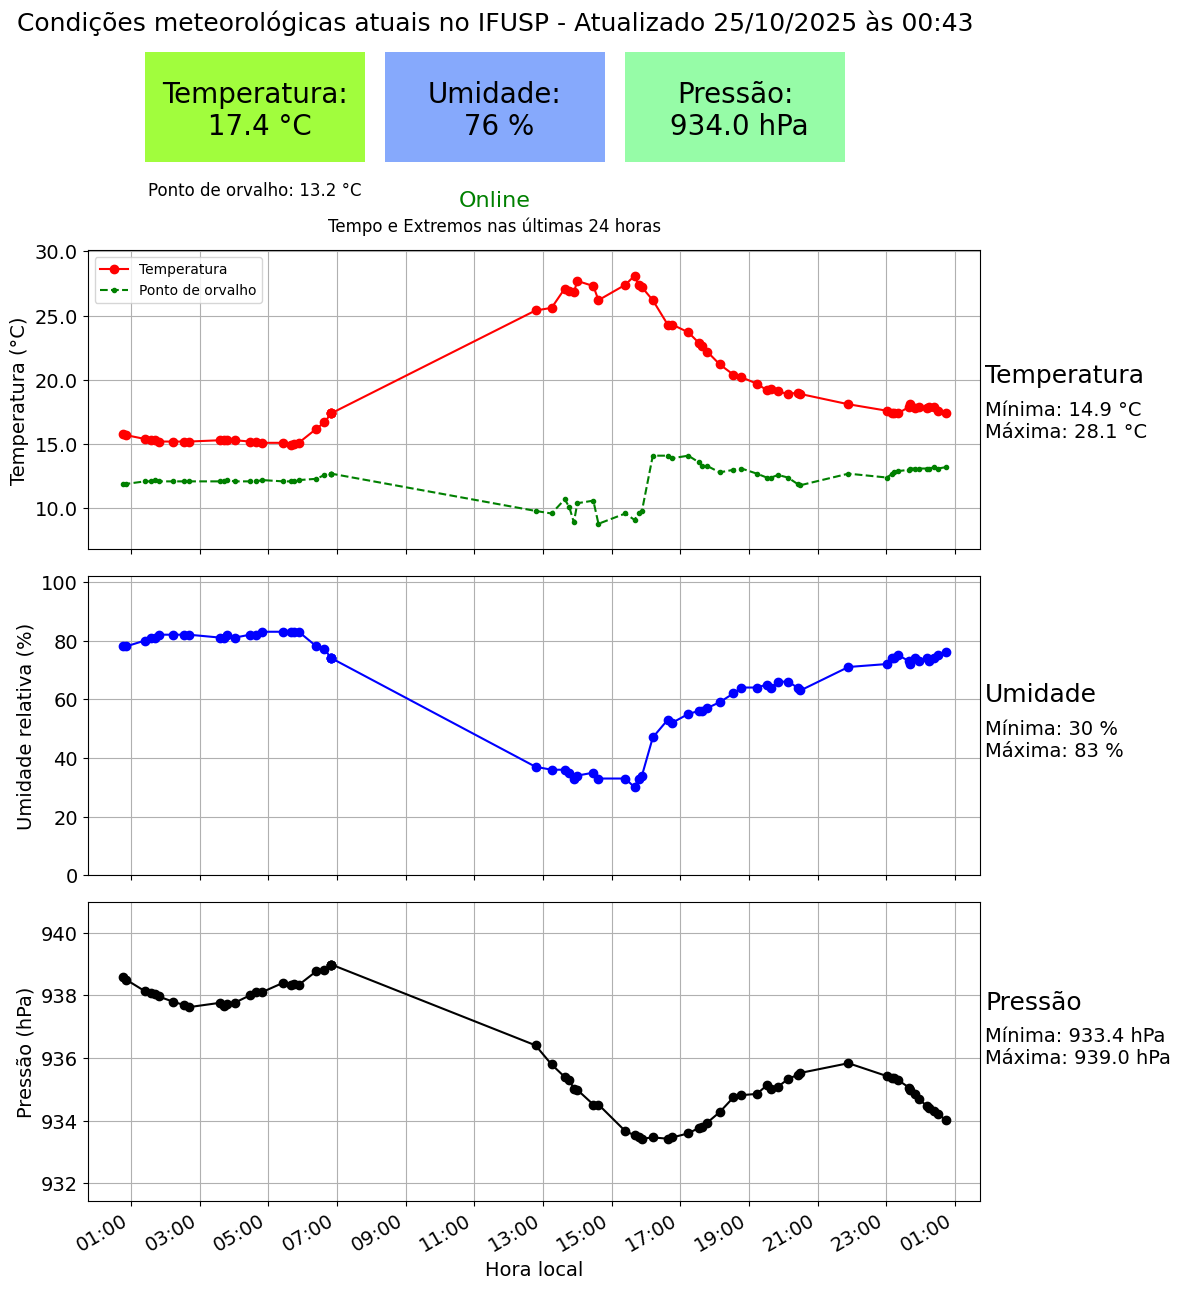 Condições meteorológicas atuais no IFUSP - Atualizado 25/10/2025 às 00:43
Temperatura:
17.4 °C
Umidade:
76 %
Pressão:
934.0 hPa
Ponto de orvalho: 13.2 °C
Online
Tempo e Extremos nas últimas 24 horas
Temperatura (°C)
30.0
25.0
20.0
15.0
10.0
Temperatura
Ponto de orvalho
Temperatura
Mínima: 14.9 °C
Máxima: 28.1 °C
Umidade relativa (%)
100
80
60
40
20
0
Umidade
Mínima: 30 %
Máxima: 83 %
Pressão (hPa)
940
938
936
934
932
Pressão
Mínima: 933.4 hPa
Máxima: 939.0 hPa
01:00 03:00 05:00 07:00 09:00 11:00 13:00 15:00 17:00 19:00 21:00 23:00 01:00
Hora local